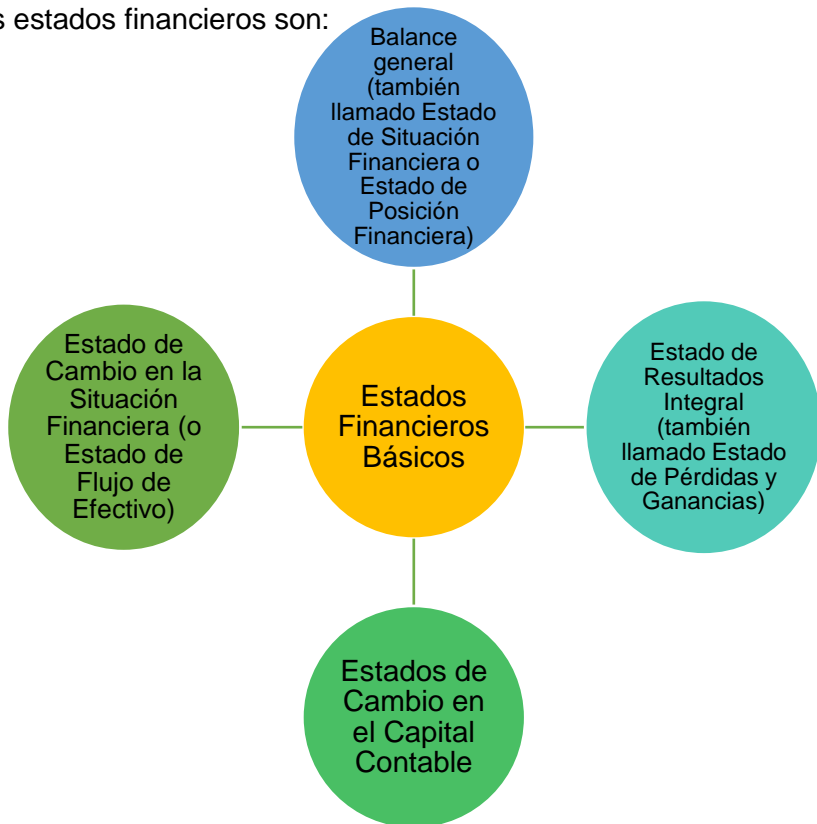 s estados financieros son:
Balance
general
(también
llamado Estado
de Situación
Financiera o
Estado de
Posición
Financiera)
Estado de
Cambio en la
Situación
Financiera (o
Estado de
Flujo de
Efectivo)
Estados
Financieros
Básicos
Estado de
Resultados
Integral
(también
llamado Estado
de Pérdidas y
Ganancias)
Estados de
Cambio en
el Capital
Contable